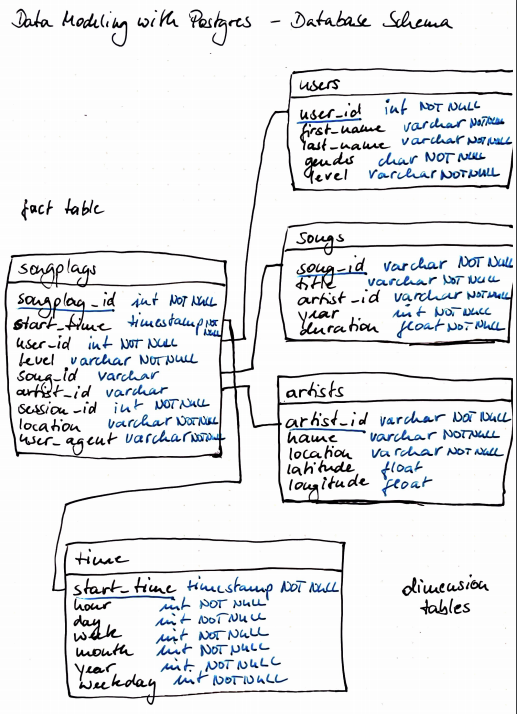 Data Modeling with Postgres - Database Schema
users
user_id int NOT NULL
first_name varchar NOT NULL
last_name varchar NOT NULL
gender char NOT NULL
level varchar NOT NULL
fact table
songplays
songplay_id int NOT NULL
start_time timestamp NOT NULL
user_id int NOT NULL
level varchar NOT NULL
song_id varchar
artist_id varchar
session_id int NOT NULL
location varchar NOT NULL
user_agent varchar NOT NULL
songs
song_id varchar NOT NULL
title varchar NOT NULL
artist_id varchar NOT NULL
year int NOT NULL
duration float NOT NULL
artists
artist_id varchar NOT NULL
name varchar NOT NULL
location varchar NOT NULL
latitude float
longitude float
time
start_time timestamp NOT NULL
hour int NOT NULL
day int NOT NULL
week int NOT NULL
month int NOT NULL
year int NOT NULL
weekday int NOT NULL
dimension
tables